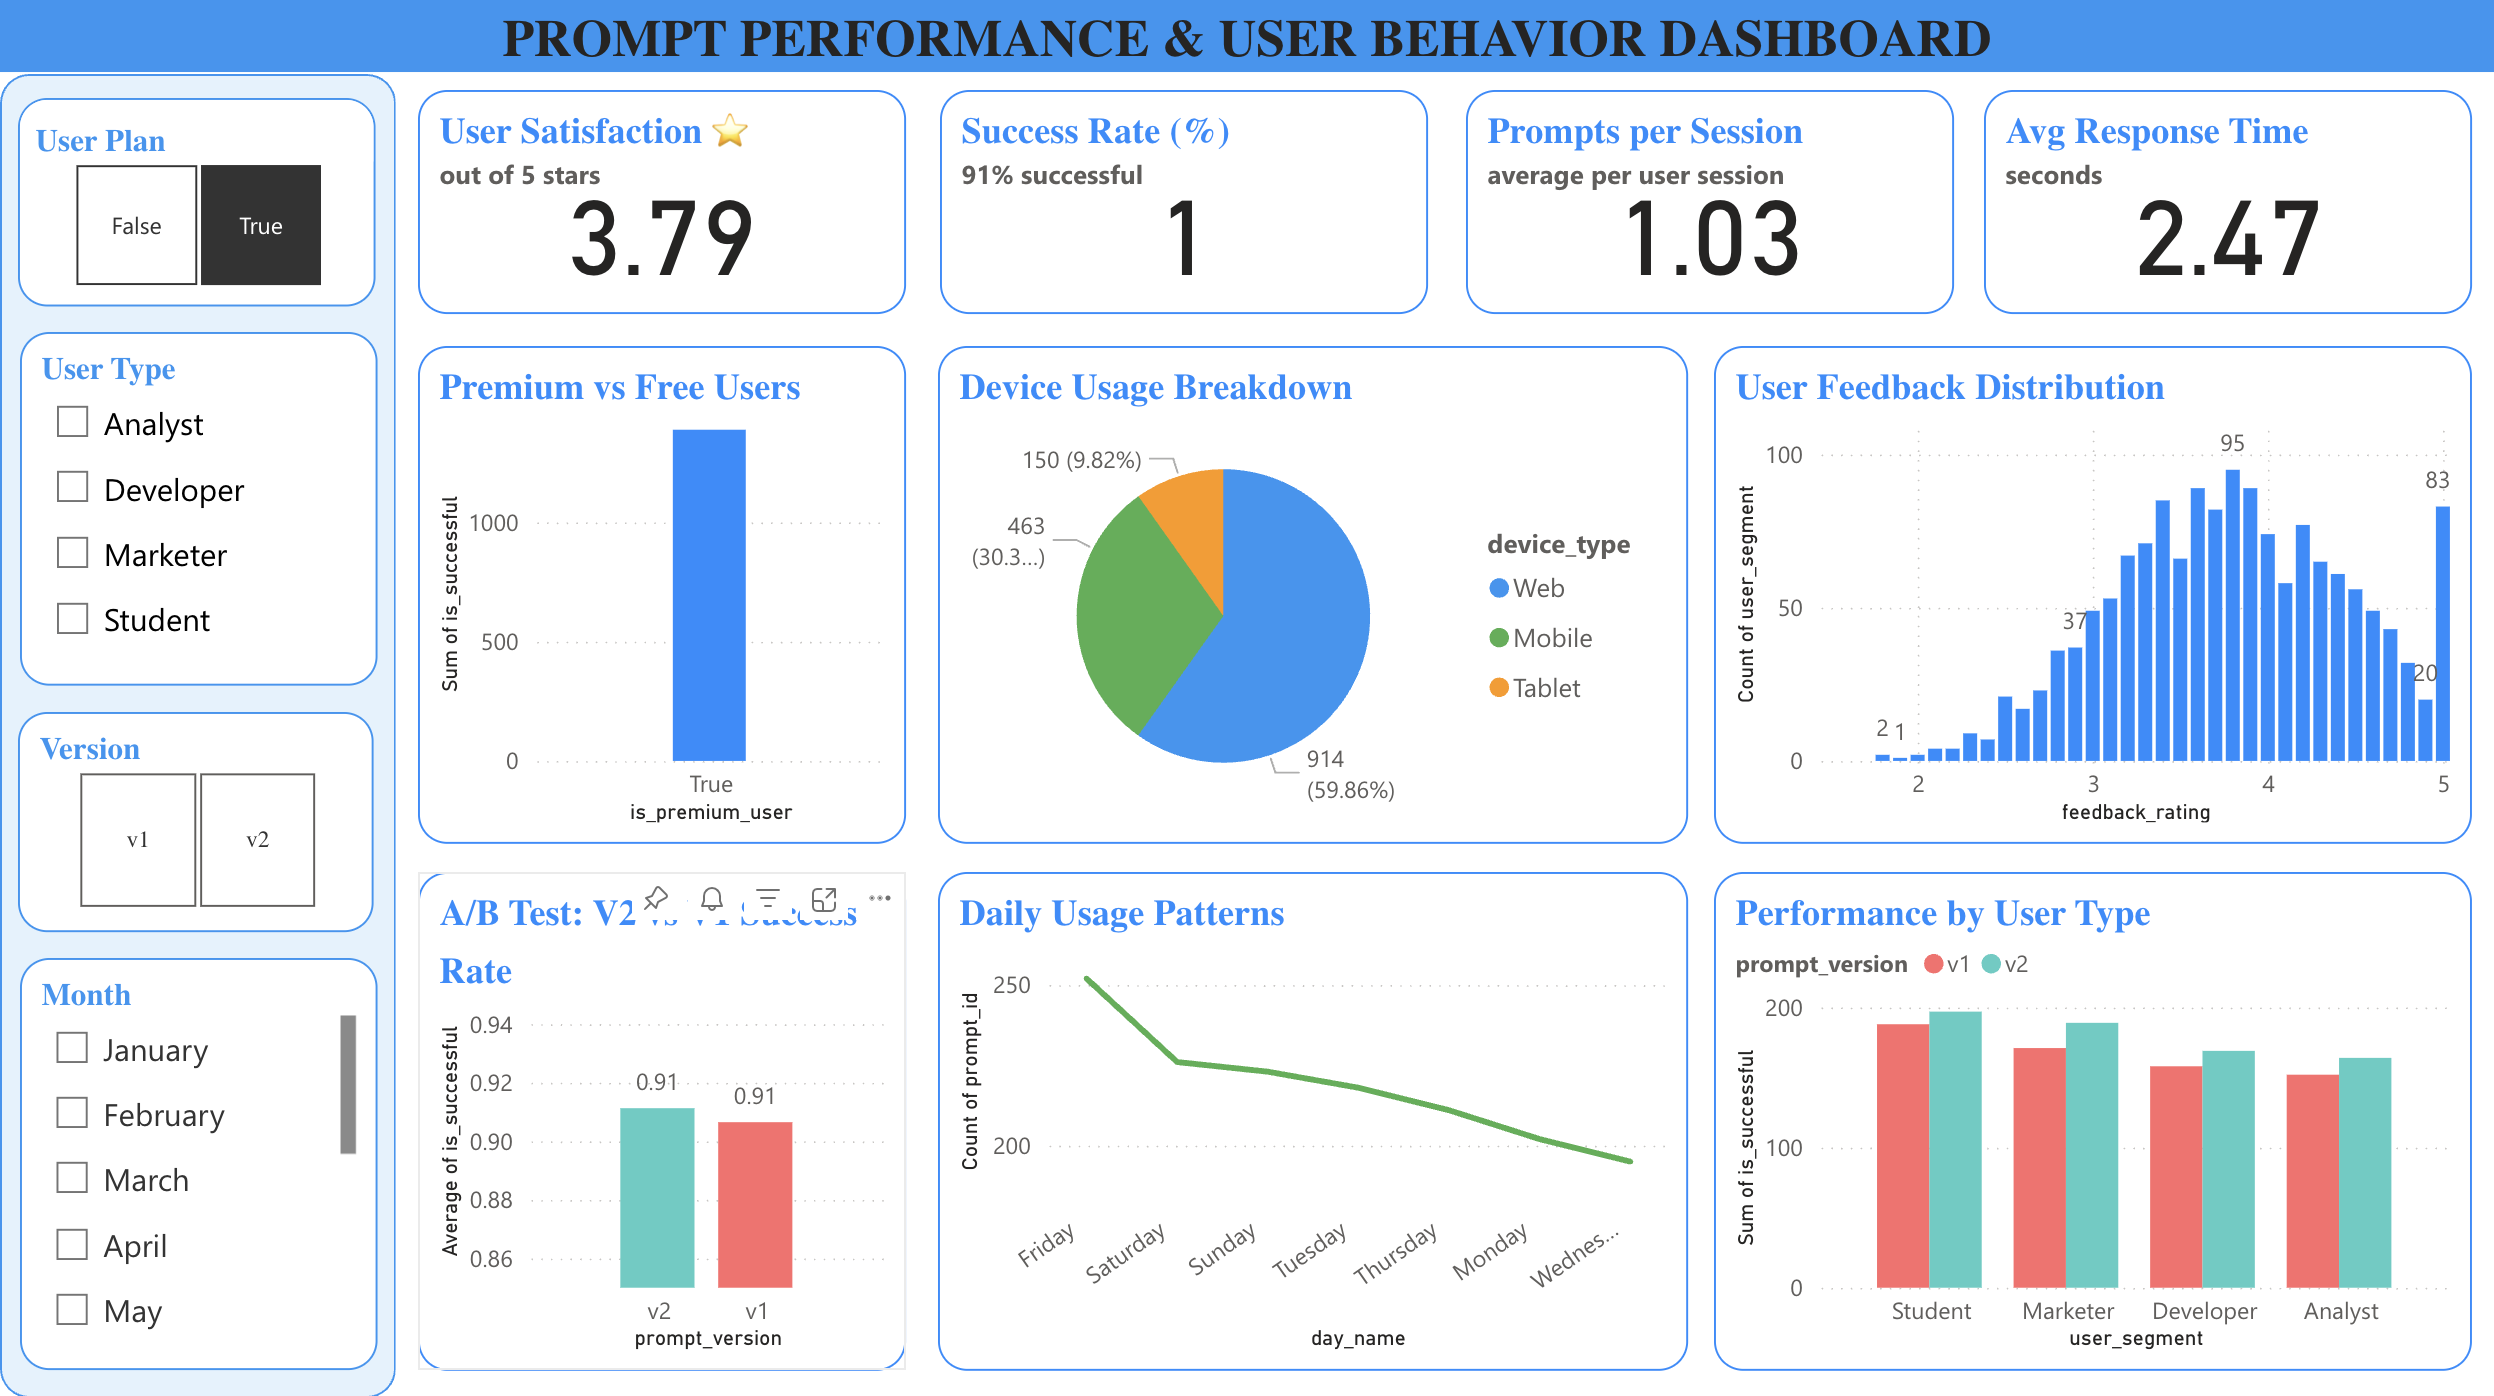 PROMPT PERFORMANCE & USER BEHAVIOR DASHBOARD
User Plan
False
True
User Type
Analyst
Developer
Marketer
Student
Version
v1
v2
Month
January
February
March
April
May
User Satisfaction ⭐
out of 5 stars
3.79
Success Rate (%)
91% successful
1
Prompts per Session
average per user session
1.03
Avg Response Time
seconds
2.47
Premium vs Free Users
Sum of is_successful
1000
500
0
True
is_premium_user
Device Usage Breakdown
150 (9.82%)
463
(30.3...)
914
(59.86%)
device_type
Web
Mobile
Tablet
User Feedback Distribution
Count of user_segment
100
50
0
2
1
37
95
20
83
2
3
4
5
feedback_rating
A/B Test: V2 vs V1 Success
Rate
Average of is_successful
0.94
0.92
0.90
0.88
0.86
0.91
0.91
v2
v1
prompt_version
Daily Usage Patterns
Count of prompt_id
250
200
Friday
Saturday
Sunday
Tuesday
Thursday
Monday
Wednes...
day_name
Performance by User Type
prompt_version
v1
v2
Sum of is_successful
200
100
0
Student
Marketer
Developer
Analyst
user_segment